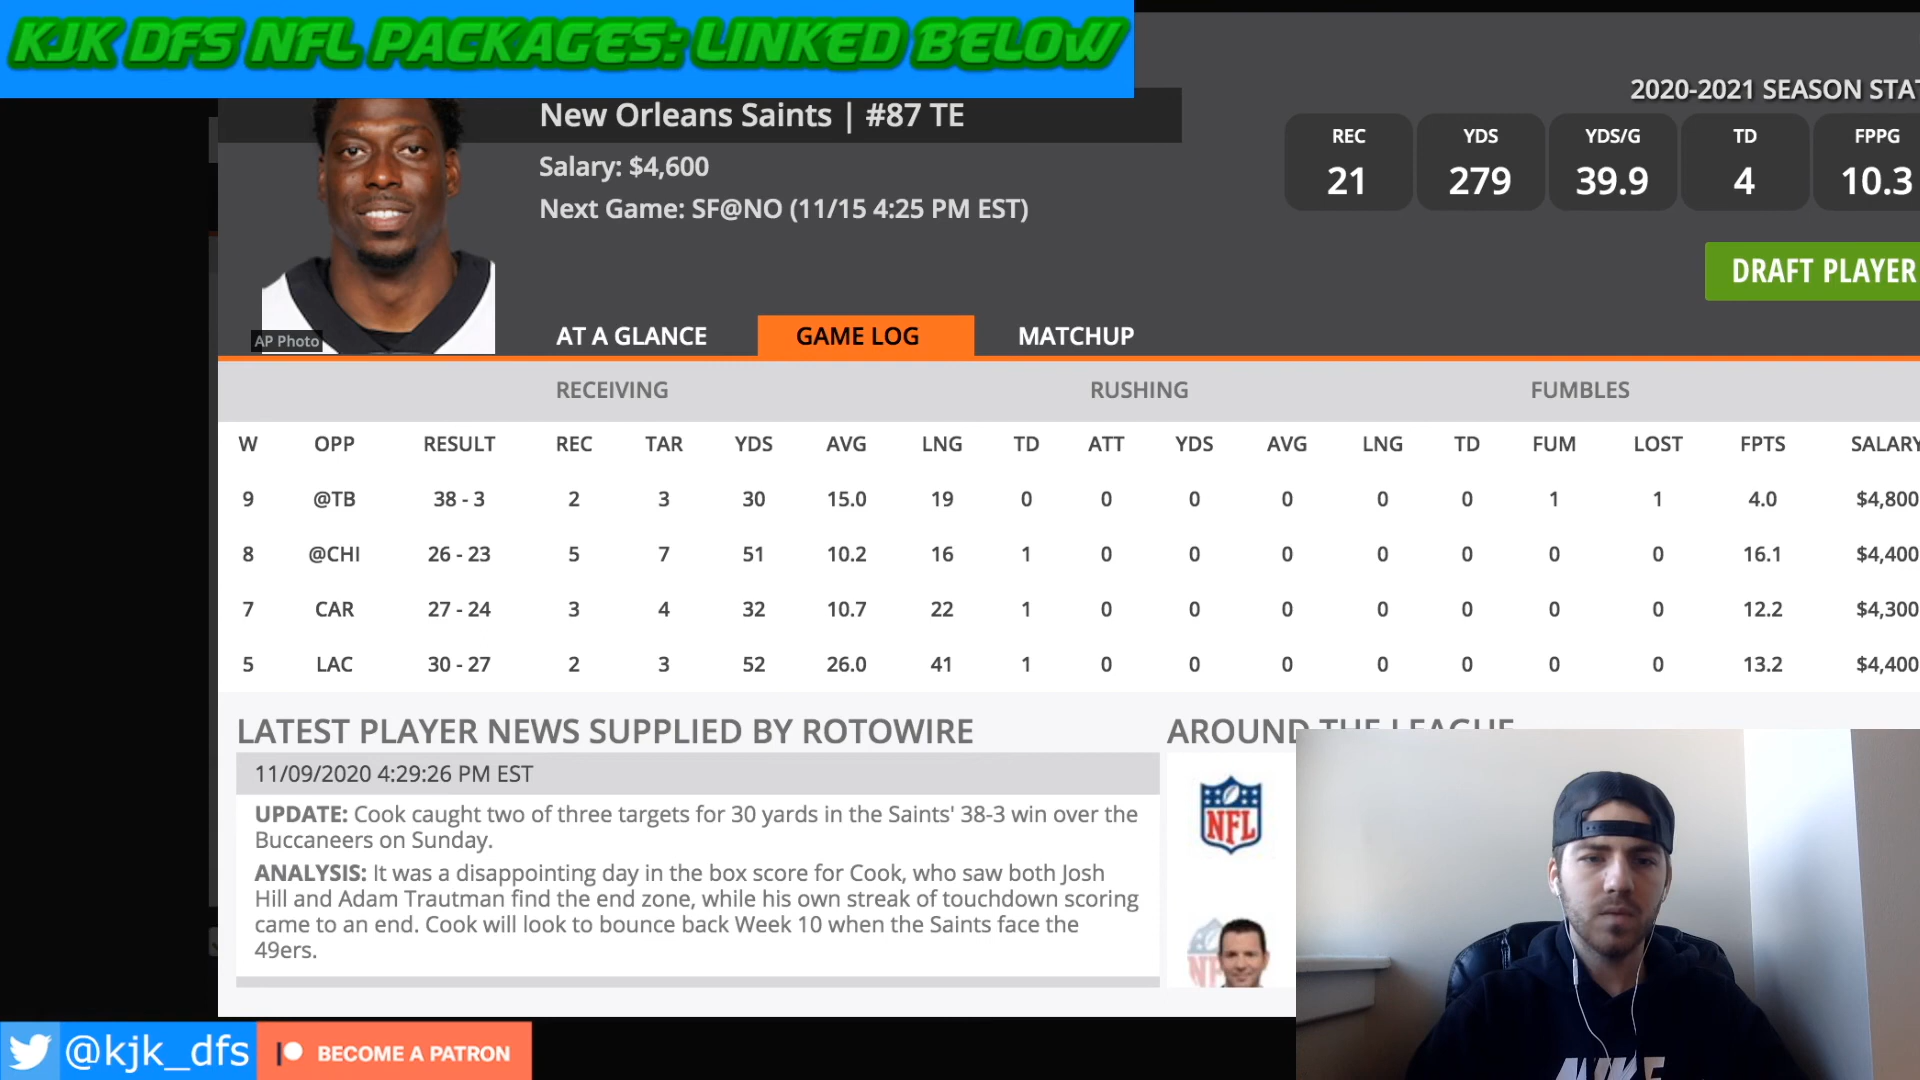 KJK DFS NFL PACKAGES: LINKED BELOW
New Orleans Saints | #87 TE
Salary: $4,600
Next Game: SF@NO (11/15 4:25 PM EST)
2020-2021 SEASON STAT
REC YDS YDS/G TD FPPG
21 279 39.9 4 10.3
DRAFT PLAYER
AP Photo
AT A GLANCE GAME LOG MATCHUP
RECEIVING RUSHING FUMBLES
W OPP RESULT REC TAR YDS AVG LNG TD ATT YDS AVG LNG TD FUM LOST FPTS SALARY
9 @TB 38 - 3 2 3 30 15.0 19 0 0 0 0 0 0 1 1 4.0 $4,800
8 @CHI 26 - 23 5 7 51 10.2 16 1 0 0 0 0 0 0 0 16.1 $4,400
7 CAR 27 - 24 3 4 32 10.7 22 1 0 0 0 0 0 0 0 12.2 $4,300
5 LAC 30 - 27 2 3 52 26.0 41 1 0 0 0 0 0 0 0 13.2 $4,400
LATEST PLAYER NEWS SUPPLIED BY ROTOWIRE
AROUND THE LEAGUE
11/09/2020 4:29:26 PM EST
UPDATE: Cook caught two of three targets for 30 yards in the Saints' 38-3 win over the
Buccaneers on Sunday.
ANALYSIS: It was a disappointing day in the box score for Cook, who saw both Josh
Hill and Adam Trautman find the end zone, while his own streak of touchdown scoring
came to an end. Cook will look to bounce back Week 10 when the Saints face the
49ers.
NFL
@kjk_dfs
BECOME A PATRON